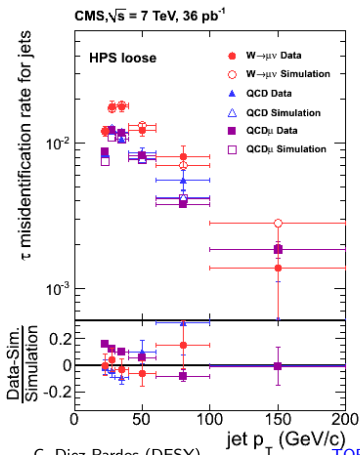 CMS,√s = 7 TeV, 36 pb⁻¹
HPS loose
W→μν Data
W→μν Simulation
QCD Data
QCD Simulation
QCDμ Data
QCDμ Simulation
τ misidentification rate for jets
10⁻²
10⁻³
Data-Sim.
Simulation
0.2
0
-0.2
0 50 100 150 200
jet p_T (GeV/c)
C. Diez Pardos (DESY)